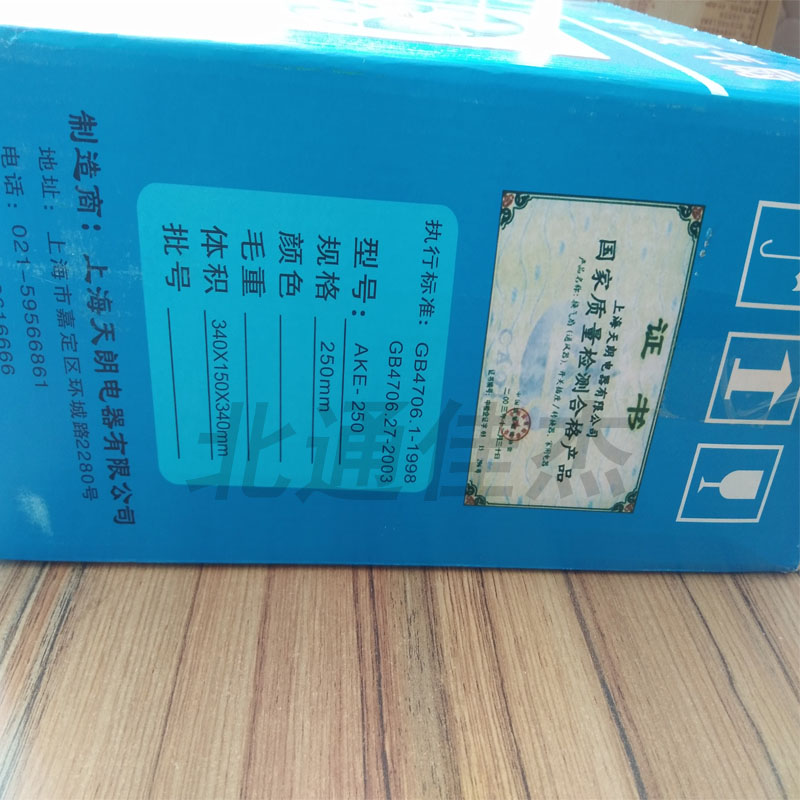 执行标准：GB4706.1-1998
GB4706.27-2003
型号：AKE-250
规格 250mm
颜色
毛重
体积 340X150X340mm
批号
制造商：上海天朗电器有限公司
地址：上海市嘉定区环城路2280号
电话：021-59566861
证书
上海天朗电器有限公司
国家质量检测合格产品
北通佳杰